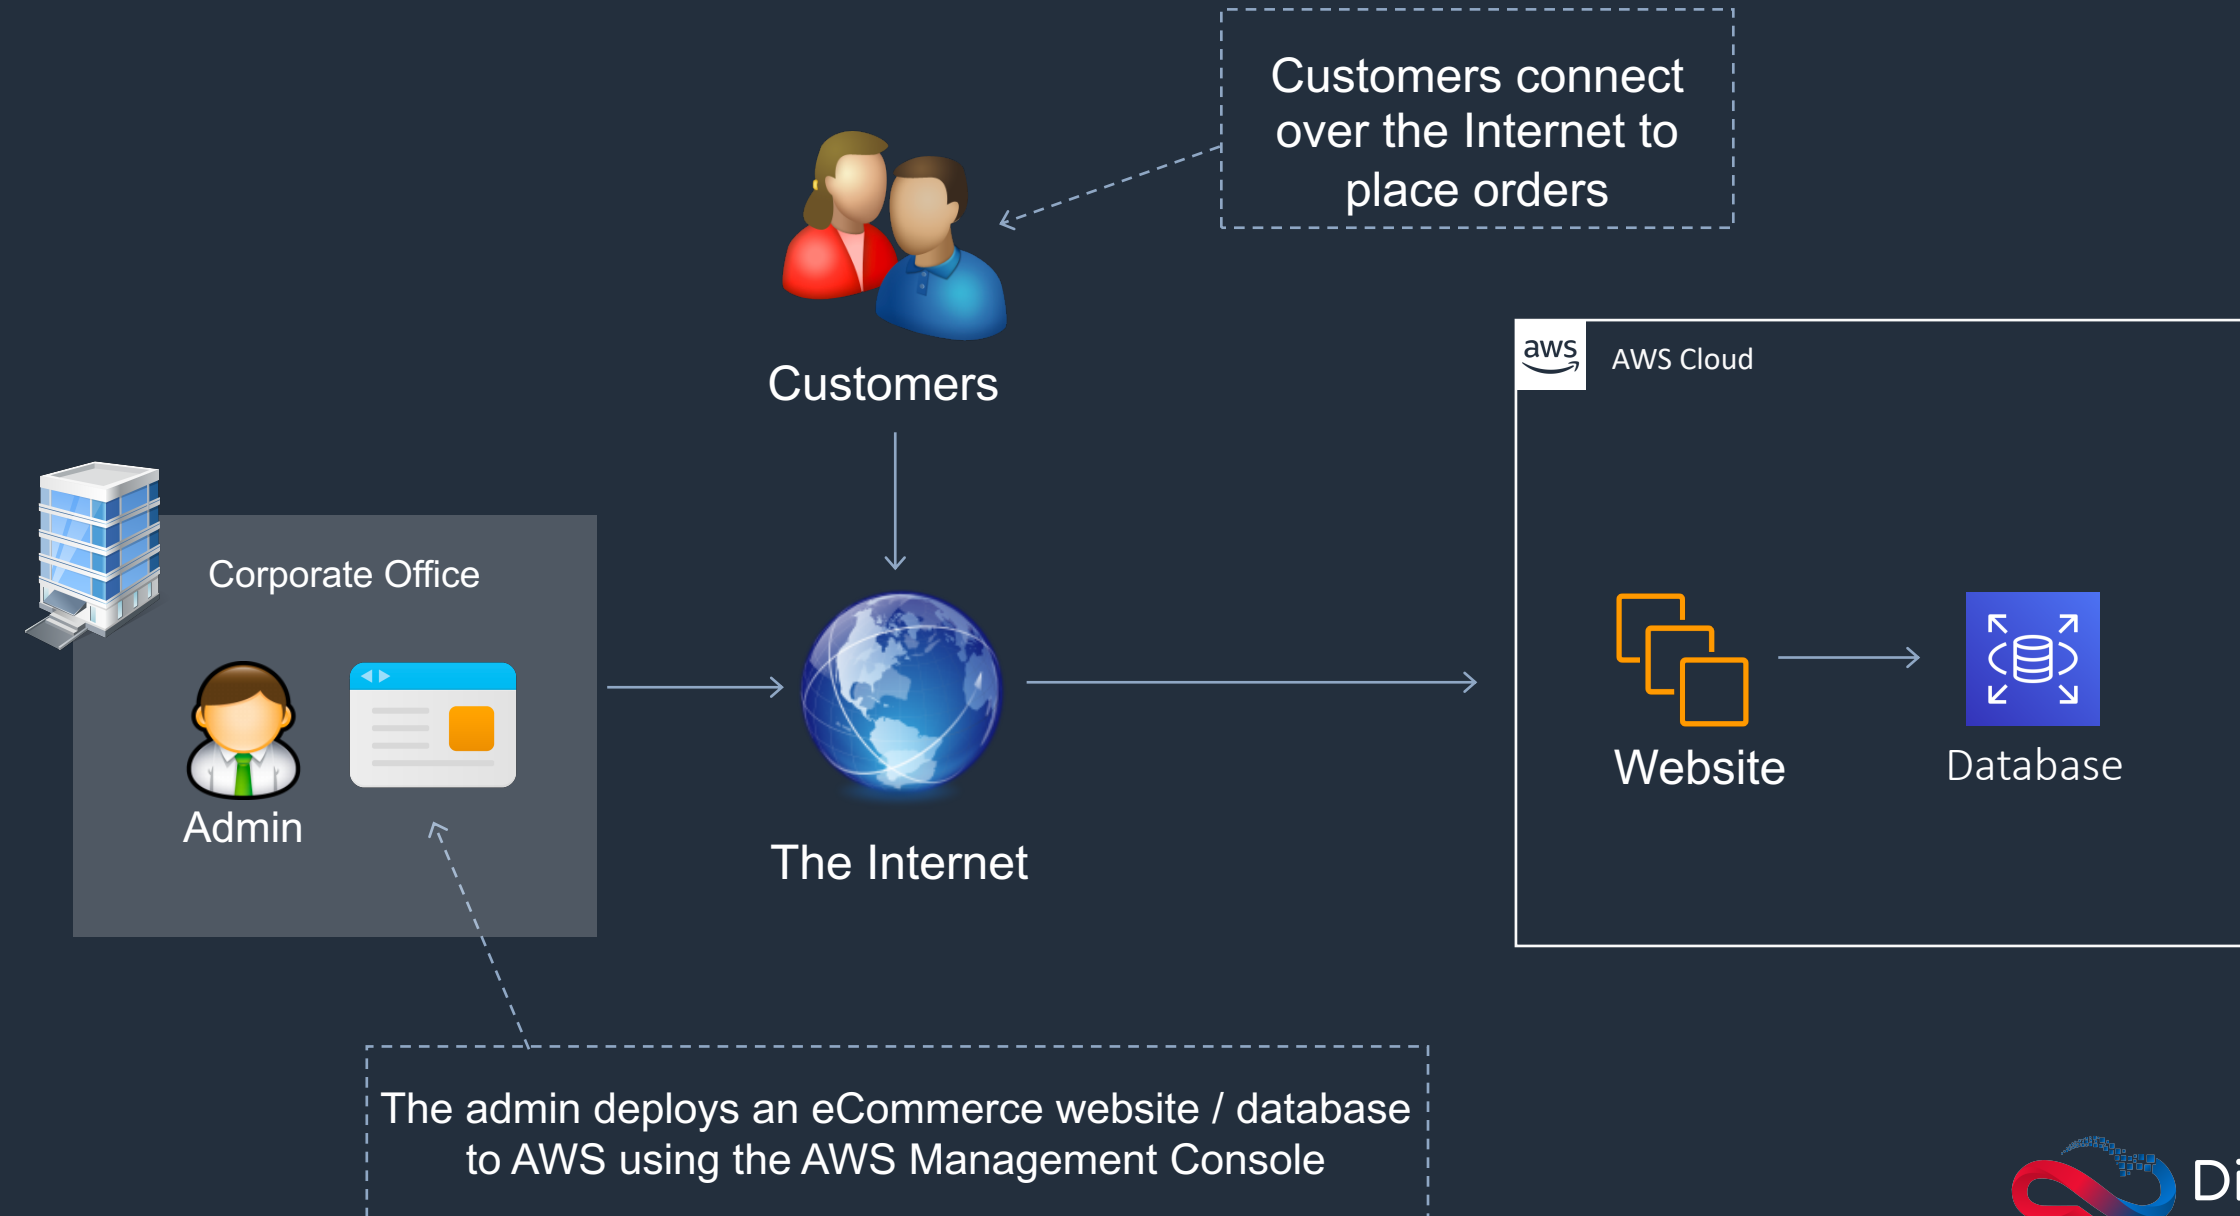 Customers connect
over the Internet to
place orders
Customers
aws
AWS Cloud
Corporate Office
Admin
The Internet
Website
Database
The admin deploys an eCommerce website / database
to AWS using the AWS Management Console
Di